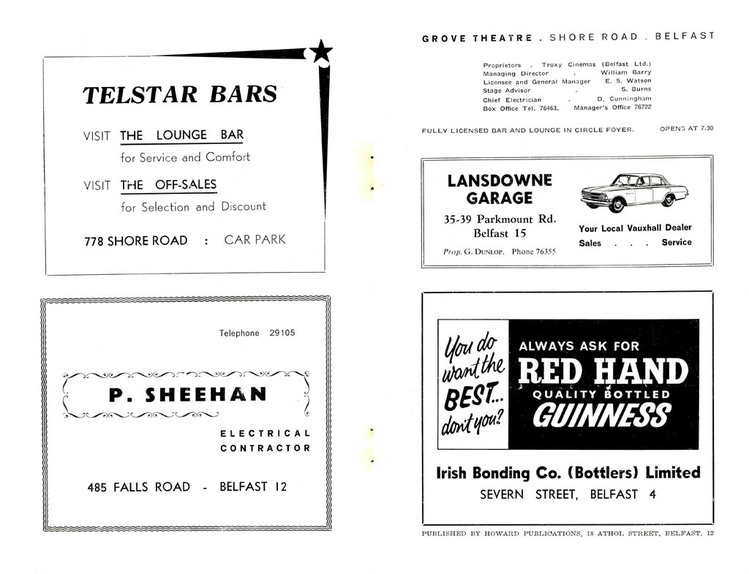 TELSTAR BARS
VISIT THE LOUNGE BAR
for Service and Comfort
VISIT THE OFF-SALES
for Selection and Discount
778 SHORE ROAD : CAR PARK
Telephone 29105
P. SHEEHAN
ELECTRICAL
CONTRACTOR
485 FALLS ROAD - BELFAST 12
GROVE THEATRE . SHORE ROAD . BELFAST
Proprietors . Troxy Cinemas (Belfast Ltd.)
Managing Director . William Barry
Licensee and General Manager E. S. Watson
Stage Advisor . S. Burns
Chief Electrician . D. Cunningham
Box Office Tel. 76463. Manager's Office 76722
FULLY LICENSED BAR AND LOUNGE IN CIRCLE FOYER. OPENS AT 7.30
LANSDOWNE
GARAGE
35-39 Parkmount Rd.
Belfast 15
Prop. G. DUNLOP. Phone 76355
Your Local Vauxhall Dealer
Sales . . . Service
You do
want the
BEST...
don't you?
ALWAYS ASK FOR
RED HAND
QUALITY BOTTLED
GUINNESS
Irish Bonding Co. (Bottlers) Limited
SEVERN STREET, BELFAST 4
PUBLISHED BY HOWARD PUBLICATIONS, 18 ATHOL STREET, BELFAST, 12